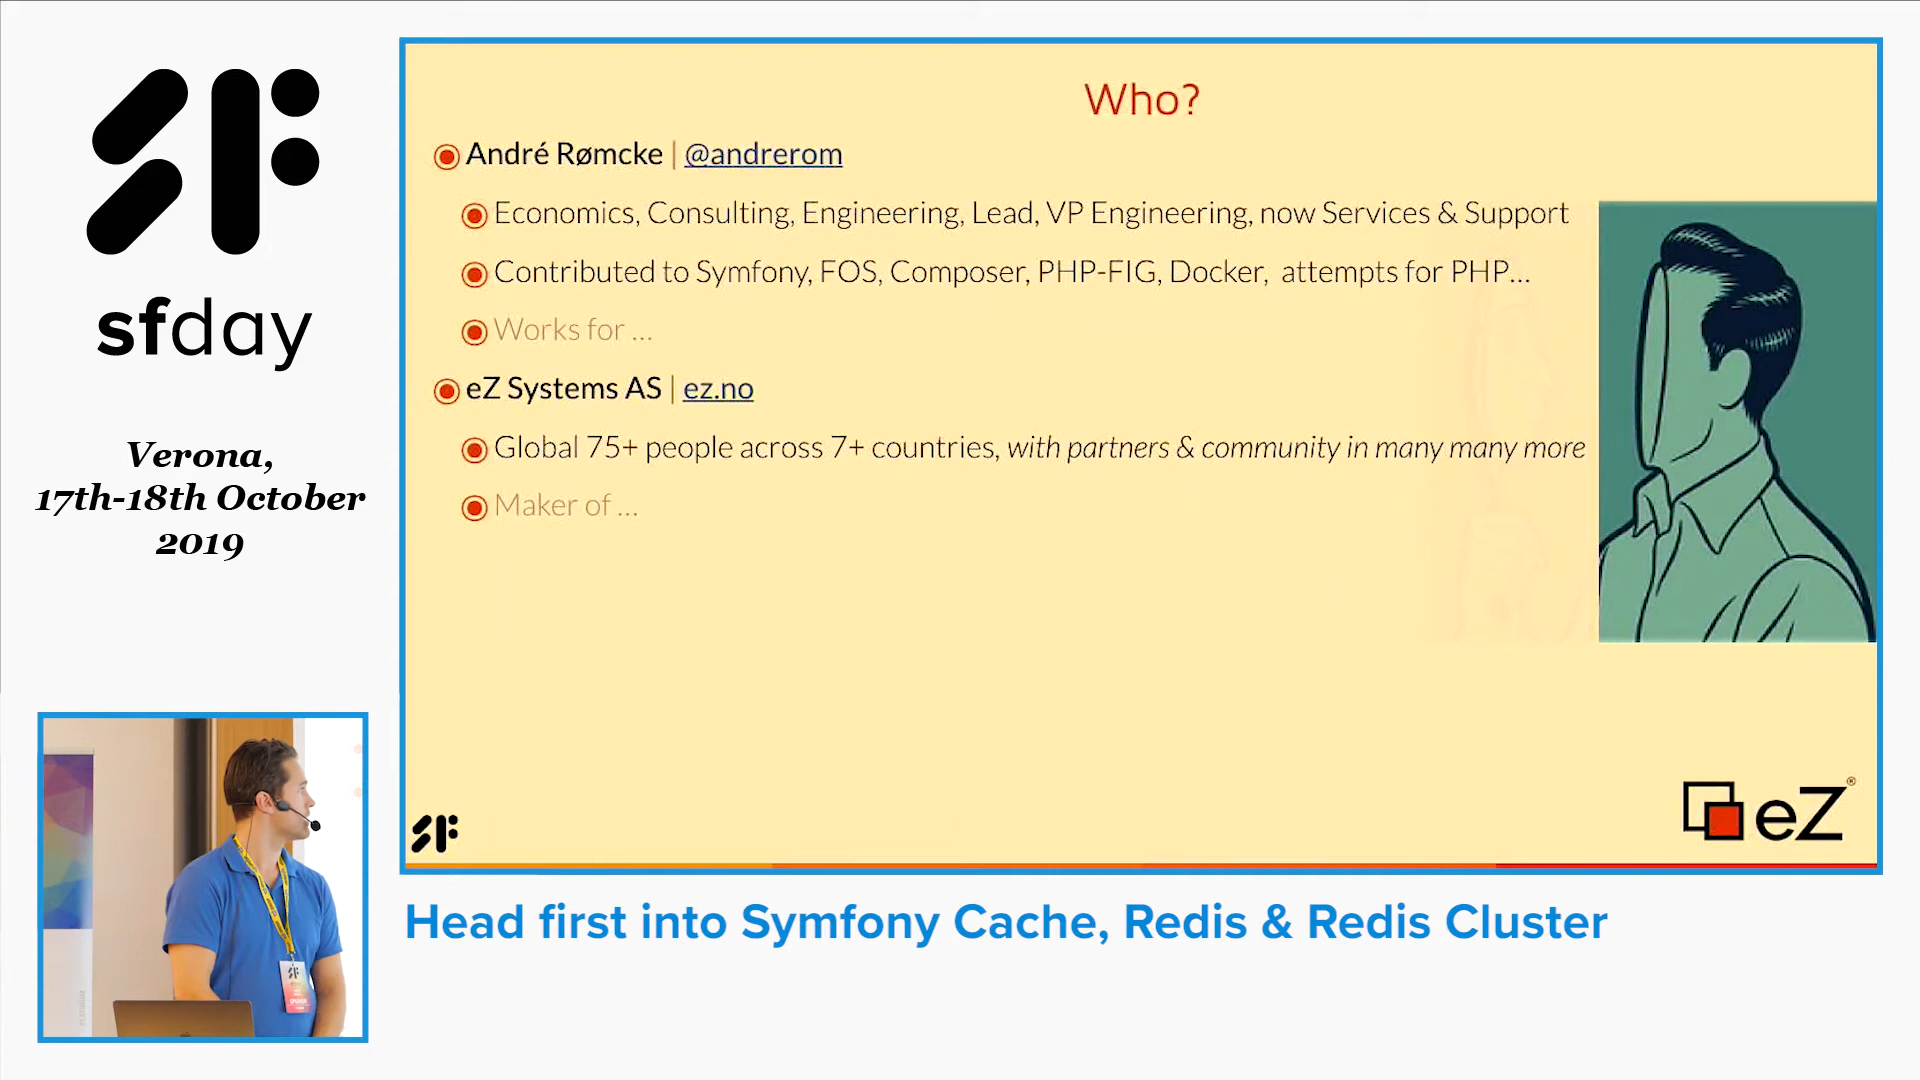 sfday
Verona,
17th-18th October
2019
Who?
André Rømcke | @andrerom
Economics, Consulting, Engineering, Lead, VP Engineering, now Services & Support
Contributed to Symfony, FOS, Composer, PHP-FIG, Docker, attempts for PHP...
Works for ...
eZ Systems AS | ez.no
Global 75+ people across 7+ countries, with partners & community in many many more
Maker of ...
eZ®
Head first into Symfony Cache, Redis & Redis Cluster